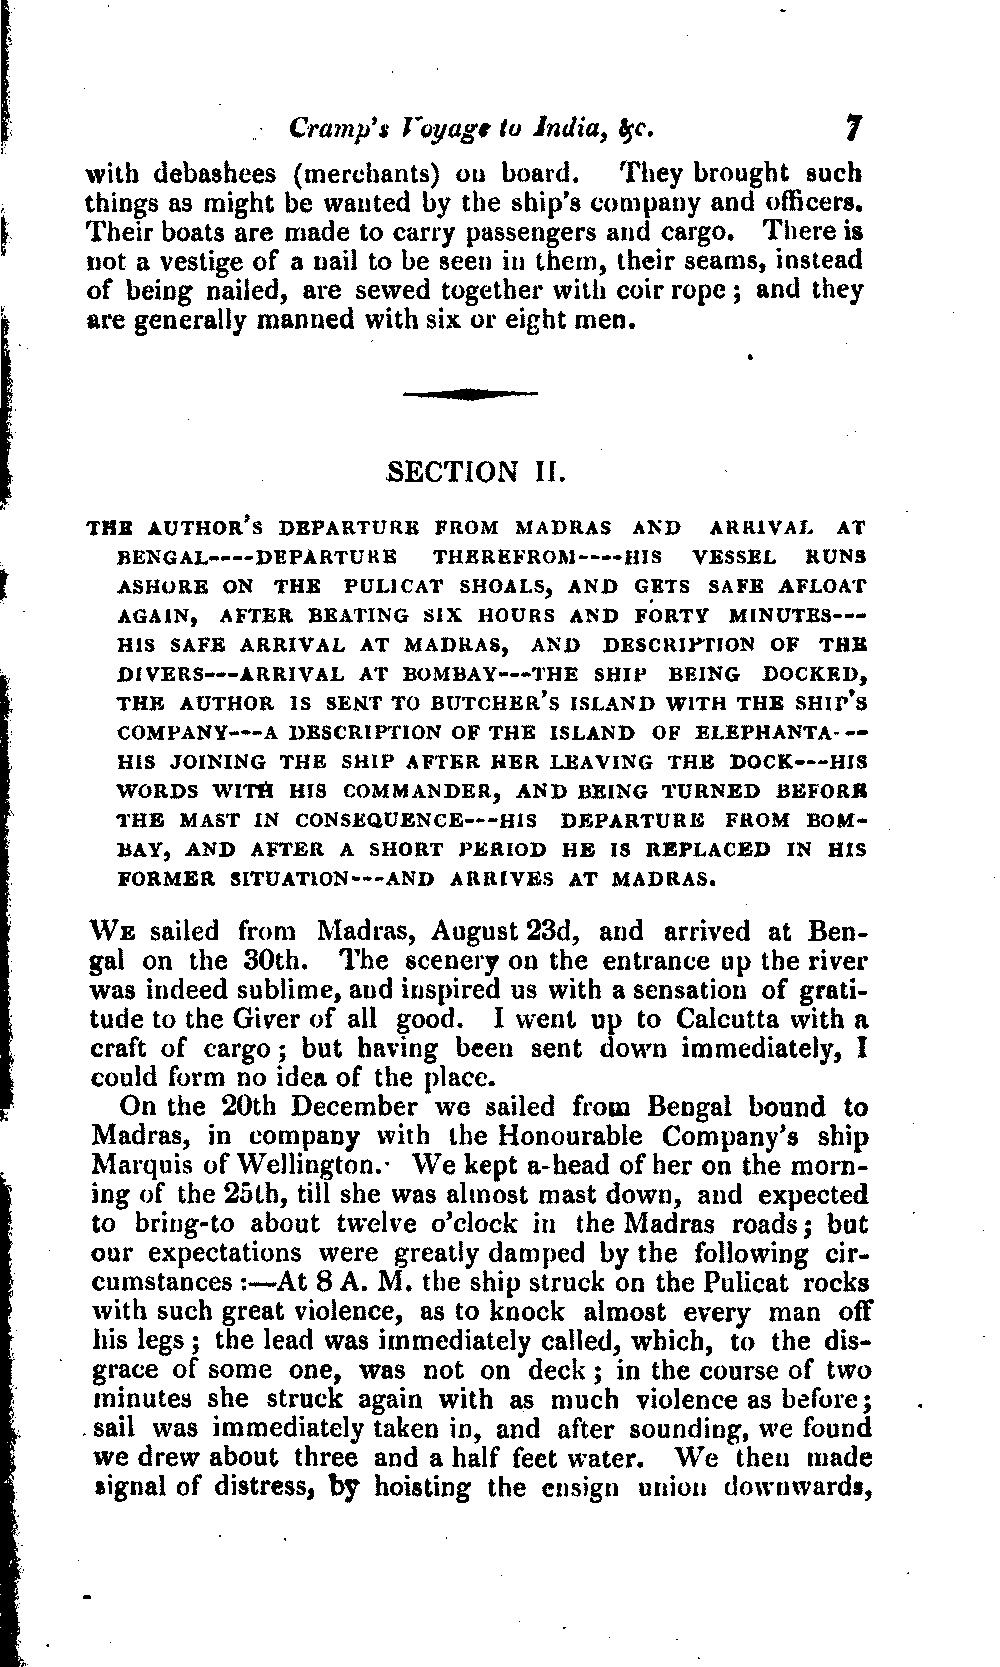 Cramp's Voyage to India, &c. 7
with debashees (merchants) on board. They brought such
things as might be wanted by the ship's company and officers.
Their boats are made to carry passengers and cargo. There is
not a vestige of a nail to be seen in them, their seams, instead
of being nailed, are sewed together with coir rope; and they
are generally manned with six or eight men.
SECTION II.
THE AUTHOR'S DEPARTURE FROM MADRAS AND ARRIVAL AT
BENGAL----DEPARTURE THEREFROM----HIS VESSEL RUNS
ASHORE ON THE PULICAT SHOALS, AND GETS SAFE AFLOAT
AGAIN, AFTER BEATING SIX HOURS AND FORTY MINUTES---
HIS SAFE ARRIVAL AT MADRAS, AND DESCRIPTION OF THE
DIVERS---ARRIVAL AT BOMBAY---THE SHIP BEING DOCKED,
THE AUTHOR IS SENT TO BUTCHER'S ISLAND WITH THE SHIP'S
COMPANY---A DESCRIPTION OF THE ISLAND OF ELEPHANTA---
HIS JOINING THE SHIP AFTER HER LEAVING THE DOCK---HIS
WORDS WITH HIS COMMANDER, AND BEING TURNED BEFORE
THE MAST IN CONSEQUENCE---HIS DEPARTURE FROM BOM-
BAY, AND AFTER A SHORT PERIOD HE IS REPLACED IN HIS
FORMER SITUATION---AND ARRIVES AT MADRAS.
WE sailed from Madras, August 23d, and arrived at Ben-
gal on the 30th. The scenery on the entrance up the river
was indeed sublime, and inspired us with a sensation of grati-
tude to the Giver of all good. I went up to Calcutta with a
craft of cargo; but having been sent down immediately, I
could form no idea of the place.
On the 20th December we sailed from Bengal bound to
Madras, in company with the Honourable Company's ship
Marquis of Wellington. We kept a-head of her on the morn-
ing of the 25th, till she was almost mast down, and expected
to bring-to about twelve o'clock in the Madras roads; but
our expectations were greatly damped by the following cir-
cumstances:—At 8 A. M. the ship struck on the Pulicat rocks
with such great violence, as to knock almost every man off
his legs; the lead was immediately called, which, to the dis-
grace of some one, was not on deck; in the course of two
minutes she struck again with as much violence as before;
sail was immediately taken in, and after sounding, we found
we drew about three and a half feet water. We then made
signal of distress, by hoisting the ensign union downwards,